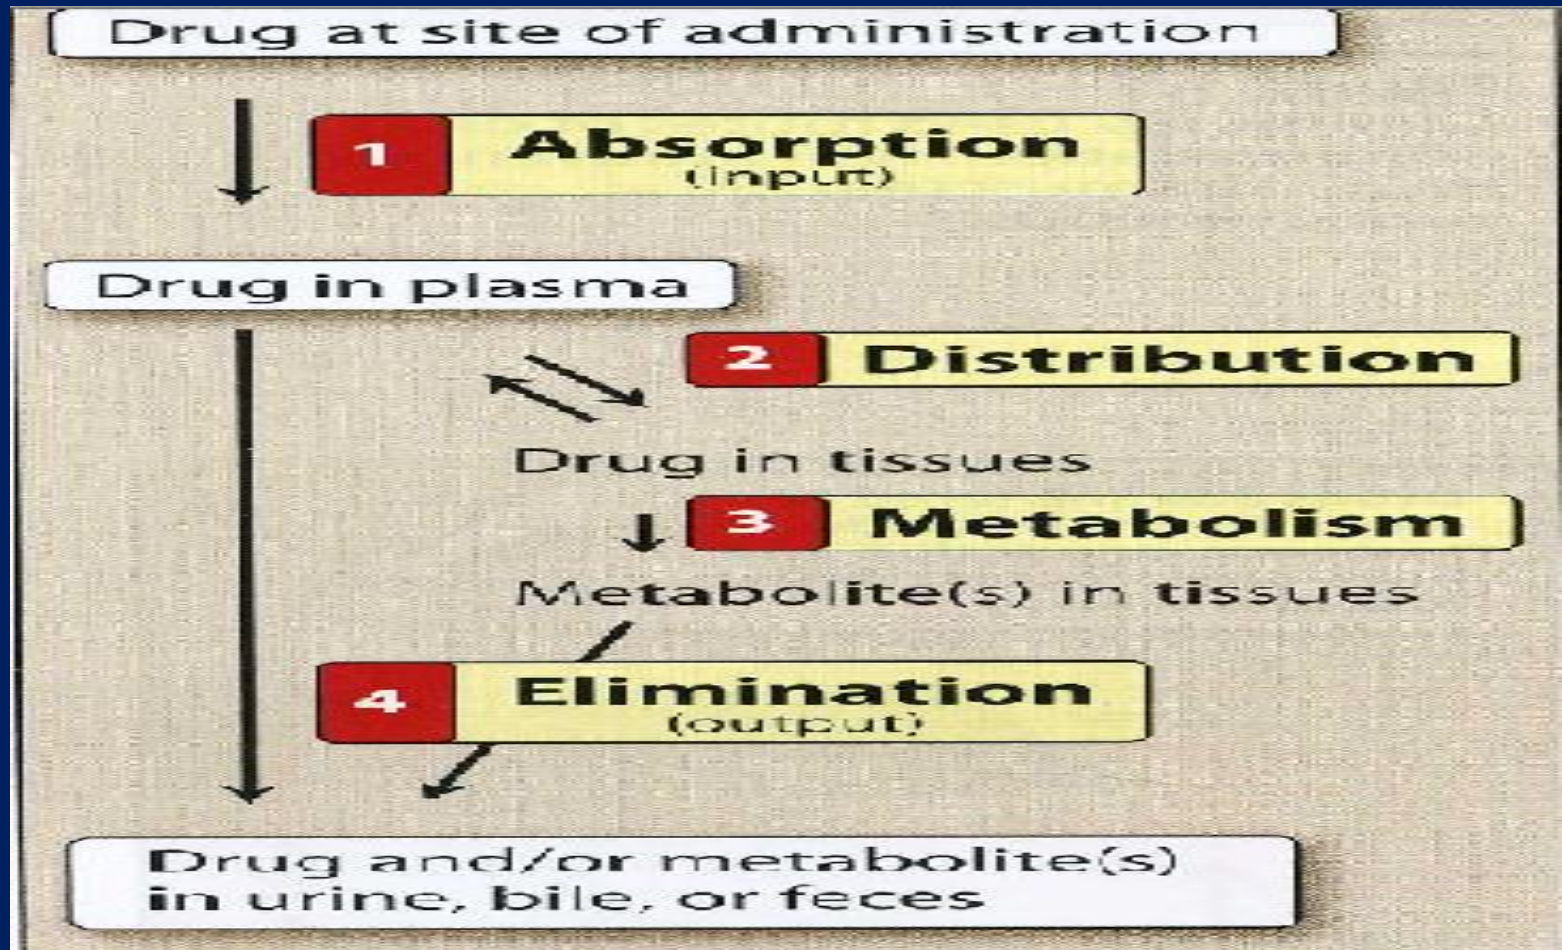 Drug at site of administration
1 Absorption
(input)
Drug in plasma
2 Distribution
Drug in tissues
3 Metabolism
Metabolite(s) in tissues
4 Elimination
(output)
Drug and/or metabolite(s)
in urine, bile, or feces